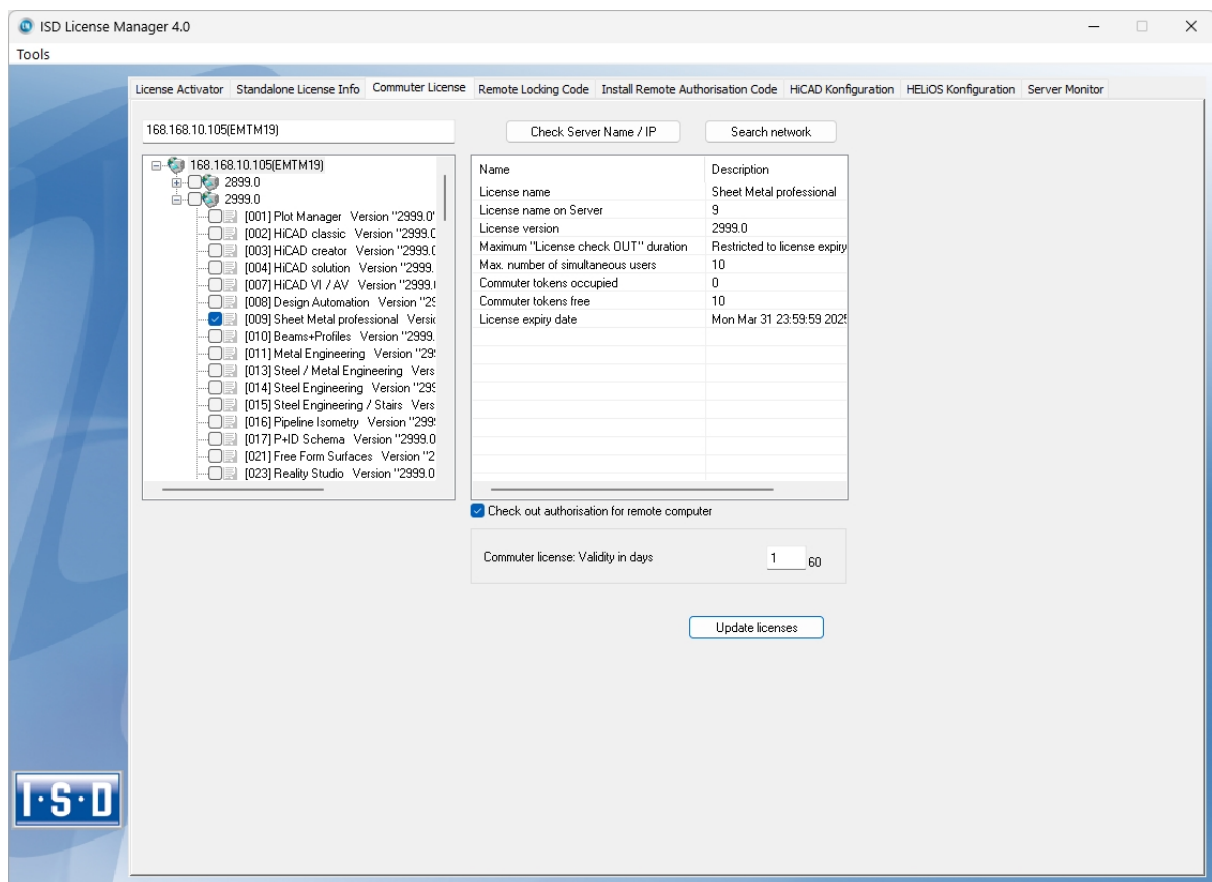 ISD License Manager 4.0
Tools
License Activator Standalone License Info Commuter License Remote Locking Code Install Remote Authorisation Code HiCAD Konfiguration HELiOS Konfiguration Server Monitor
168.168.10.105(EMTM19) Check Server Name / IP Search network
168.168.10.105(EMTM19)
2899.0
2999.0
[001] Plot Manager Version "2999.0"
[002] HiCAD classic Version "2999.0
[003] HiCAD creator Version "2999.0
[004] HiCAD solution Version "2999.
[007] HiCAD VI / AV Version "2999.
[008] Design Automation Version "29
[009] Sheet Metal professional Versio
[010] Beams+Profiles Version "2999.
[011] Metal Engineering Version "299
[013] Steel / Metal Engineering Vers
[014] Steel Engineering Version "299
[015] Steel Engineering / Stairs Vers
[016] Pipeline Isometry Version "299
[017] P+ID Schema Version "2999.0
[021] Free Form Surfaces Version "2
[023] Reality Studio Version "2999.0
Name Description
License name Sheet Metal professional
License name on Server 9
License version 2999.0
Maximum "License check OUT" duration Restricted to license expiry
Max. number of simultaneous users 10
Commuter tokens occupied 0
Commuter tokens free 10
License expiry date Mon Mar 31 23:59:59 2025
Check out authorisation for remote computer
Commuter license: Validity in days 1 60
Update licenses
I·S·D